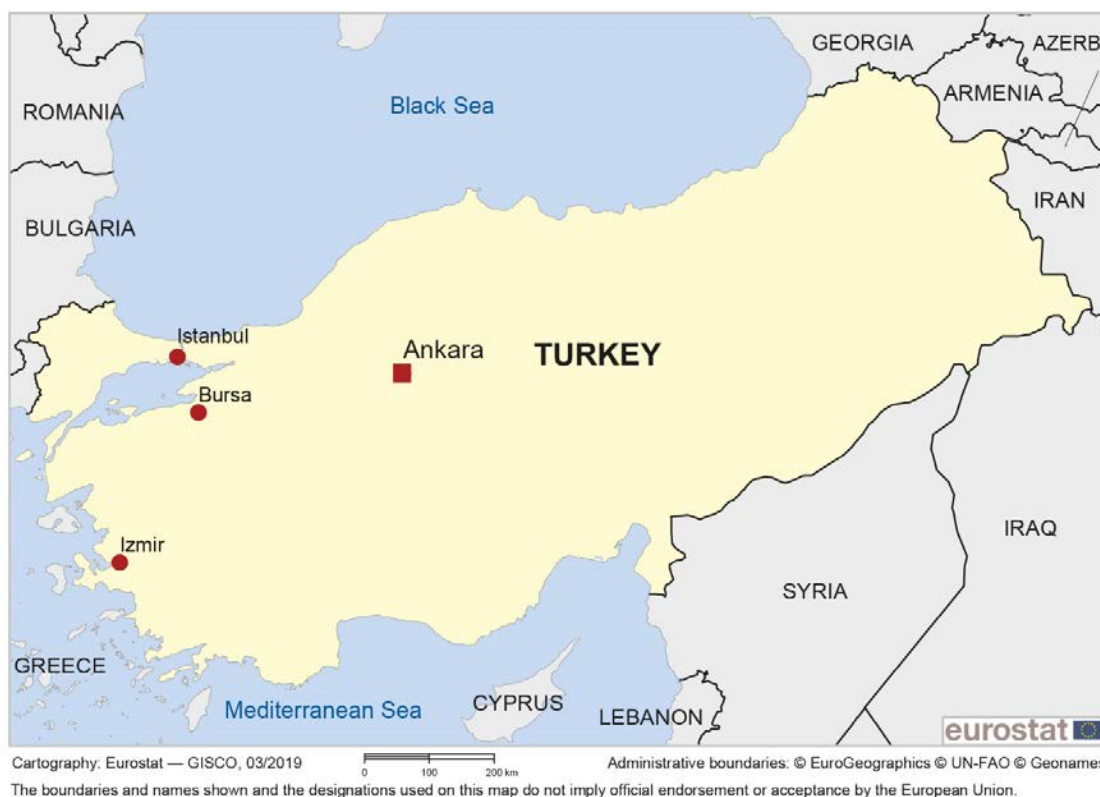 GEORGIA
AZERB
ROMANIA
Black Sea
ARMENIA
BULGARIA
IRAN
Istanbul
Ankara
TURKEY
Bursa
Izmir
IRAQ
SYRIA
GREECE
CYPRUS
Mediterranean Sea
LEBANON
eurostat
Cartography: Eurostat — GISCO, 03/2019
0 100 200 km
Administrative boundaries: © EuroGeographics © UN-FAO © Geonames
The boundaries and names shown and the designations used on this map do not imply official endorsement or acceptance by the European Union.